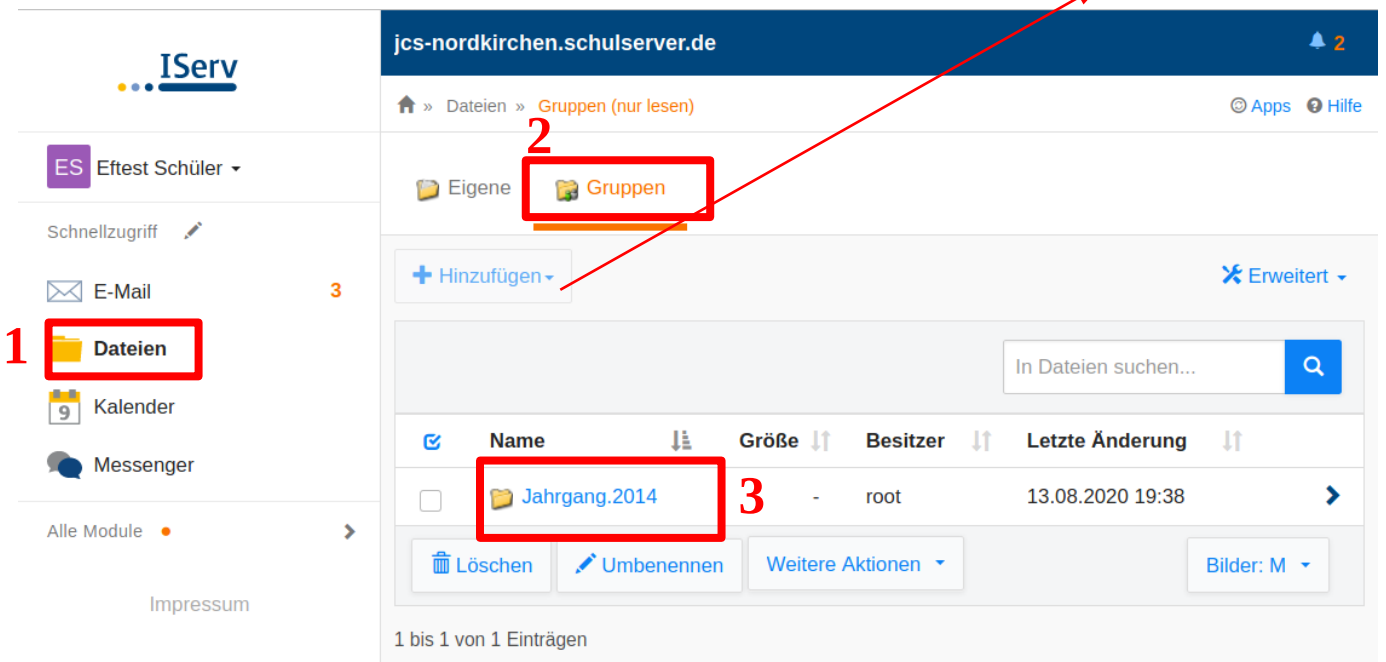 IServ
jcs-nordkirchen.schulserver.de 2
» Dateien » Gruppen (nur lesen) Apps Hilfe
2
ES Eftest Schüler
Eigene Gruppen
Schnellzugriff
Hinzufügen Erweitert
E-Mail 3
1 Dateien
In Dateien suchen...
9 Kalender
Name Größe Besitzer Letzte Änderung
Messenger
Jahrgang.2014 3 - root 13.08.2020 19:38
Alle Module
Löschen Umbenennen Weitere Aktionen Bilder: M
Impressum
1 bis 1 von 1 Einträgen